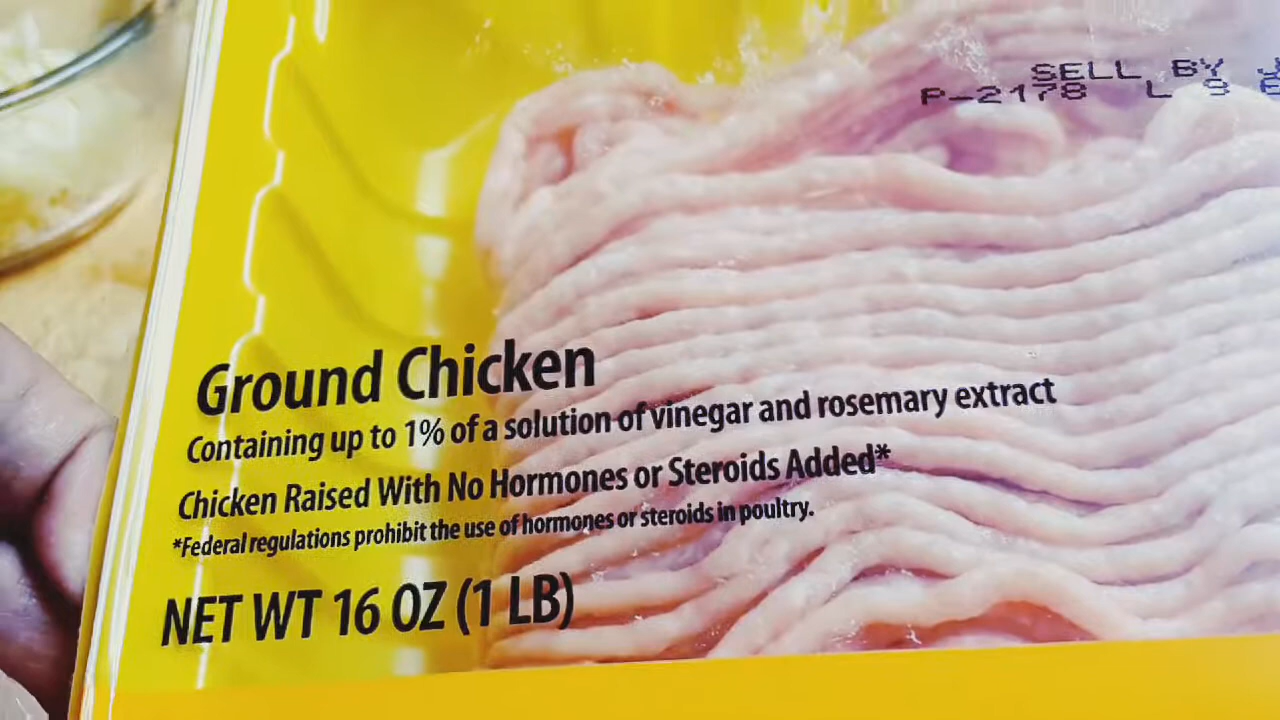 SELL BY
P-2178 L 9
Ground Chicken
Containing up to 1% of a solution of vinegar and rosemary extract
Chicken Raised With No Hormones or Steroids Added*
*Federal regulations prohibit the use of hormones or steroids in poultry.
NET WT 16 OZ (1 LB)